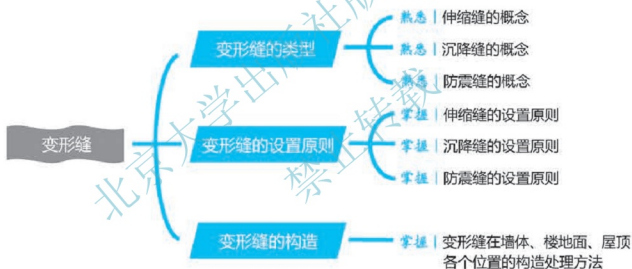 变形缝
变形缝的类型
熟悉 | 伸缩缝的概念
熟悉 | 沉降缝的概念
熟悉 | 防震缝的概念
变形缝的设置原则
掌握 | 伸缩缝的设置原则
掌握 | 沉降缝的设置原则
掌握 | 防震缝的设置原则
变形缝的构造
掌握 | 变形缝在墙体、楼地面、屋顶
各个位置的构造处理方法
北京大学出版社版
禁止转载